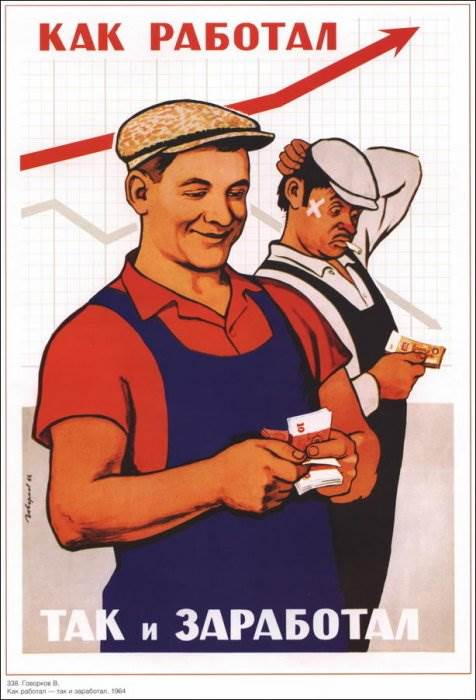 КАК РАБОТАЛ
ТАК и ЗАРАБОТАЛ
338. Говорков В.
Как работал — так и заработал. 1964